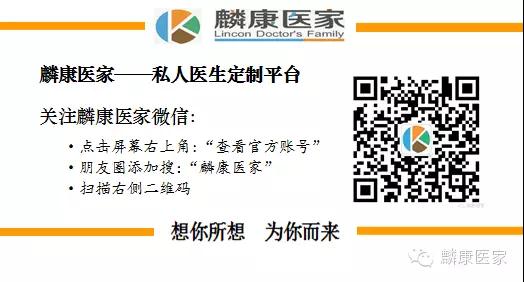 麟康医家
Lincon Doctor's Family
麟康医家——私人医生定制平台
关注麟康医家微信：
• 点击屏幕右上角：“查看官方账号”
• 朋友圈添加搜：“麟康医家”
• 扫描右侧二维码
想你所想 为你而来
麟康医家